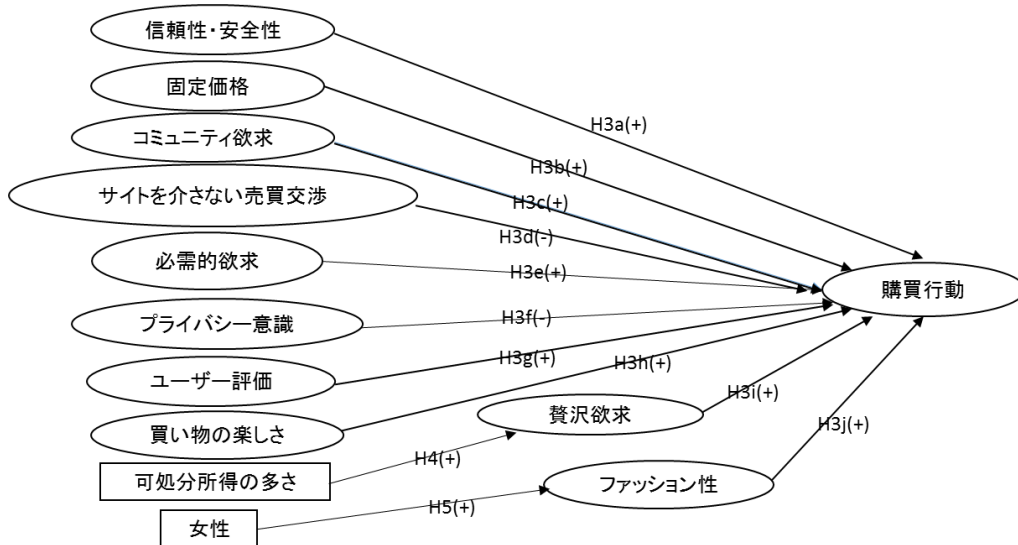 信頼性・安全性
固定価格
コミュニティ欲求
サイトを介さない売買交渉
必需的欲求
プライバシー意識
ユーザー評価
買い物の楽しさ
可処分所得の多さ
女性
贅沢欲求
ファッション性
購買行動
H3a(+)
H3b(+)
H3c(+)
H3d(-)
H3e(+)
H3f(-)
H3g(+)
H3h(+)
H3i(+)
H3j(+)
H4(+)
H5(+)